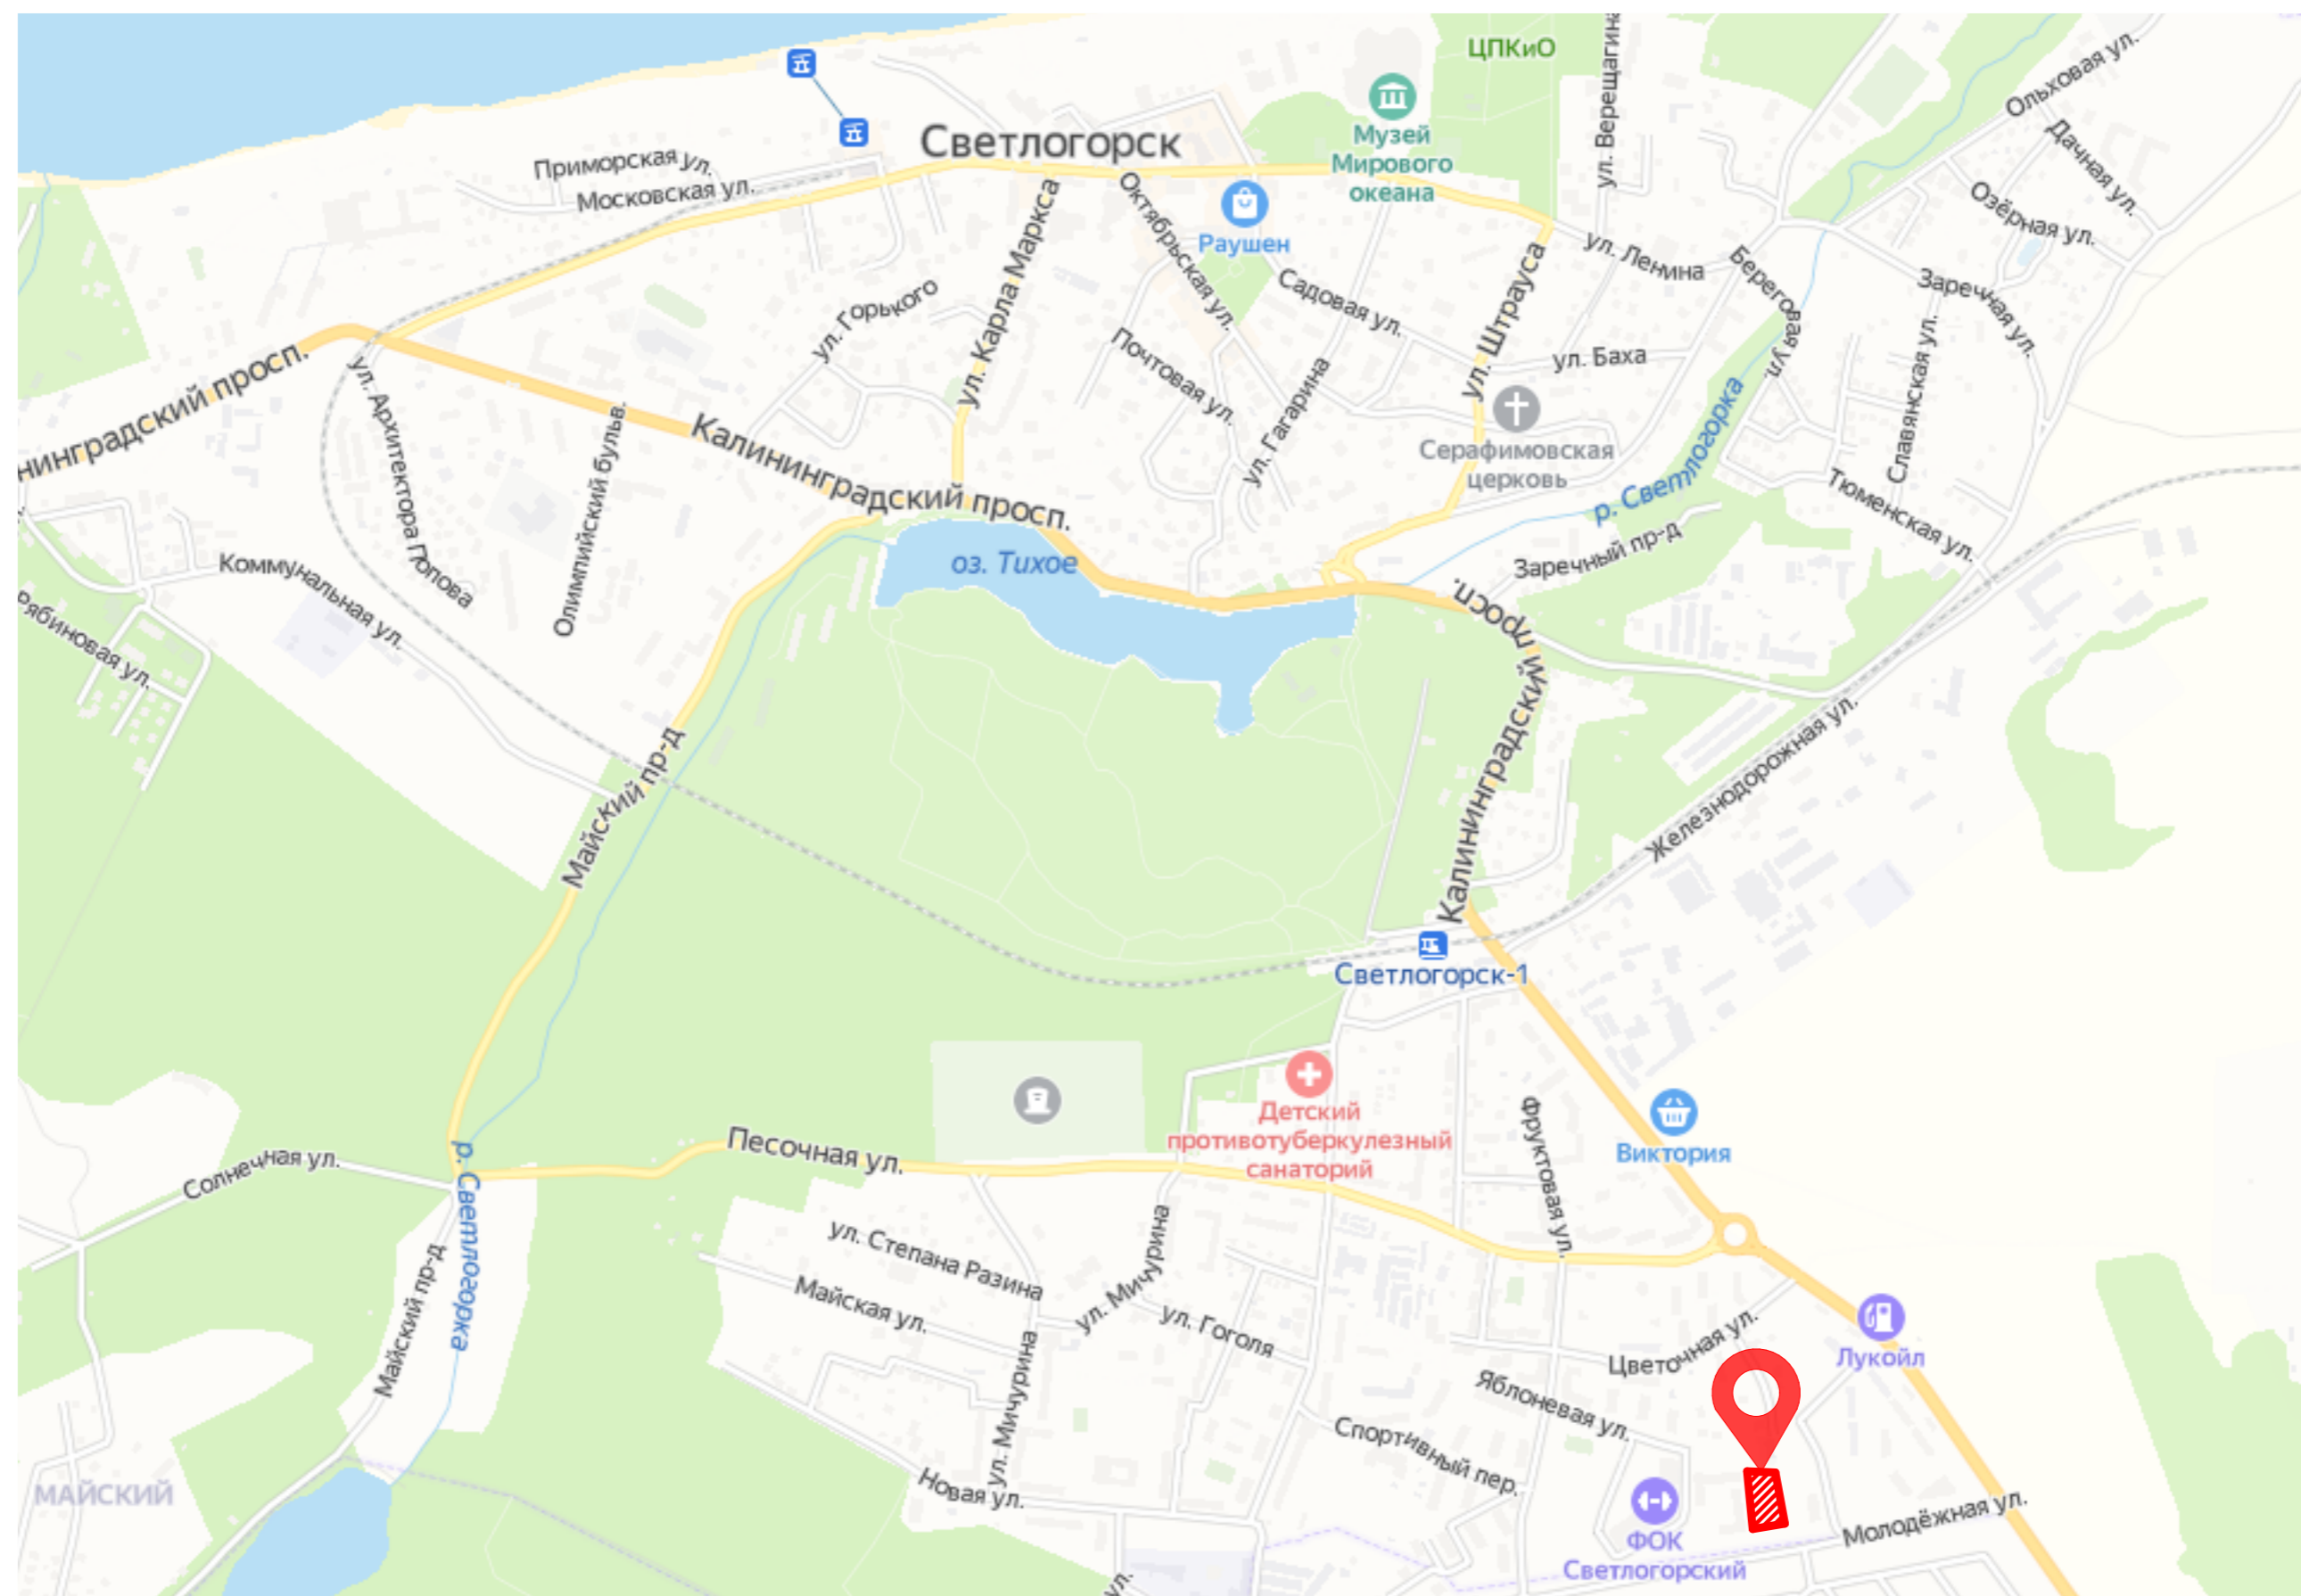 ЦПКиО
Ольховая ул.
ул. Верещагина
Светлогорск
Музей
Мирового
океана
Дачная ул.
Приморская ул.
Московская ул.
Октябрьская ул.
Раушен
Озёрная ул.
ул. Карла Маркса
ул. Ленина
Береговая ул.
Садовая ул.
ул. Штрауса
Заречная ул.
ул. Горького
Почтовая ул.
ул. Баха
Славянская ул.
нинградский просп.
ул. Архитектора Попова
Олимпийский бульв.
Калининградский просп.
ул. Гагарина
Серафимовская
церковь
р. Светлогорка
Тюменская ул.
оз. Тихое
Заречный пр-д
Коммунальная ул.
Рябиновая ул.
Калининградский просп.
Майский пр-д
Железнодорожная ул.
Светлогорск-1
Детский
противотуберкулезный
санаторий
Фруктовая ул.
Виктория
Песочная ул.
Солнечная ул.
р. Светлогорка
Майский пр-д
ул. Степана Разина
Майская ул.
ул. Мичурина
ул. Гоголя
ул. Мичурина
Цветочная ул.
Лукойл
Яблоневая ул.
Спортивный пер.
Новая ул.
МАЙСКИЙ
ФОК
Светлогорский
Молодёжная ул.
ул.